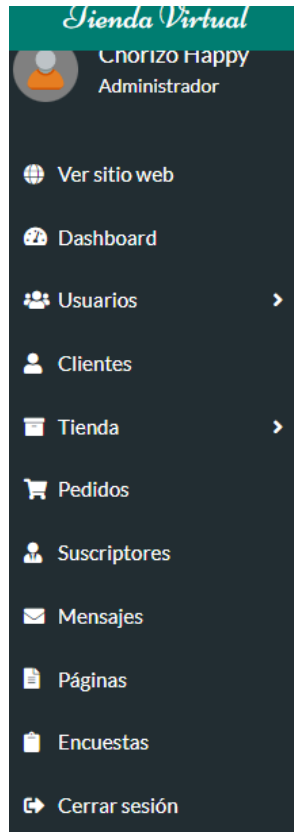 Tienda Virtual
Chorizo Happy
Administrador
Ver sitio web
Dashboard
Usuarios
Clientes
Tienda
Pedidos
Suscriptores
Mensajes
Páginas
Encuestas
Cerrar sesión